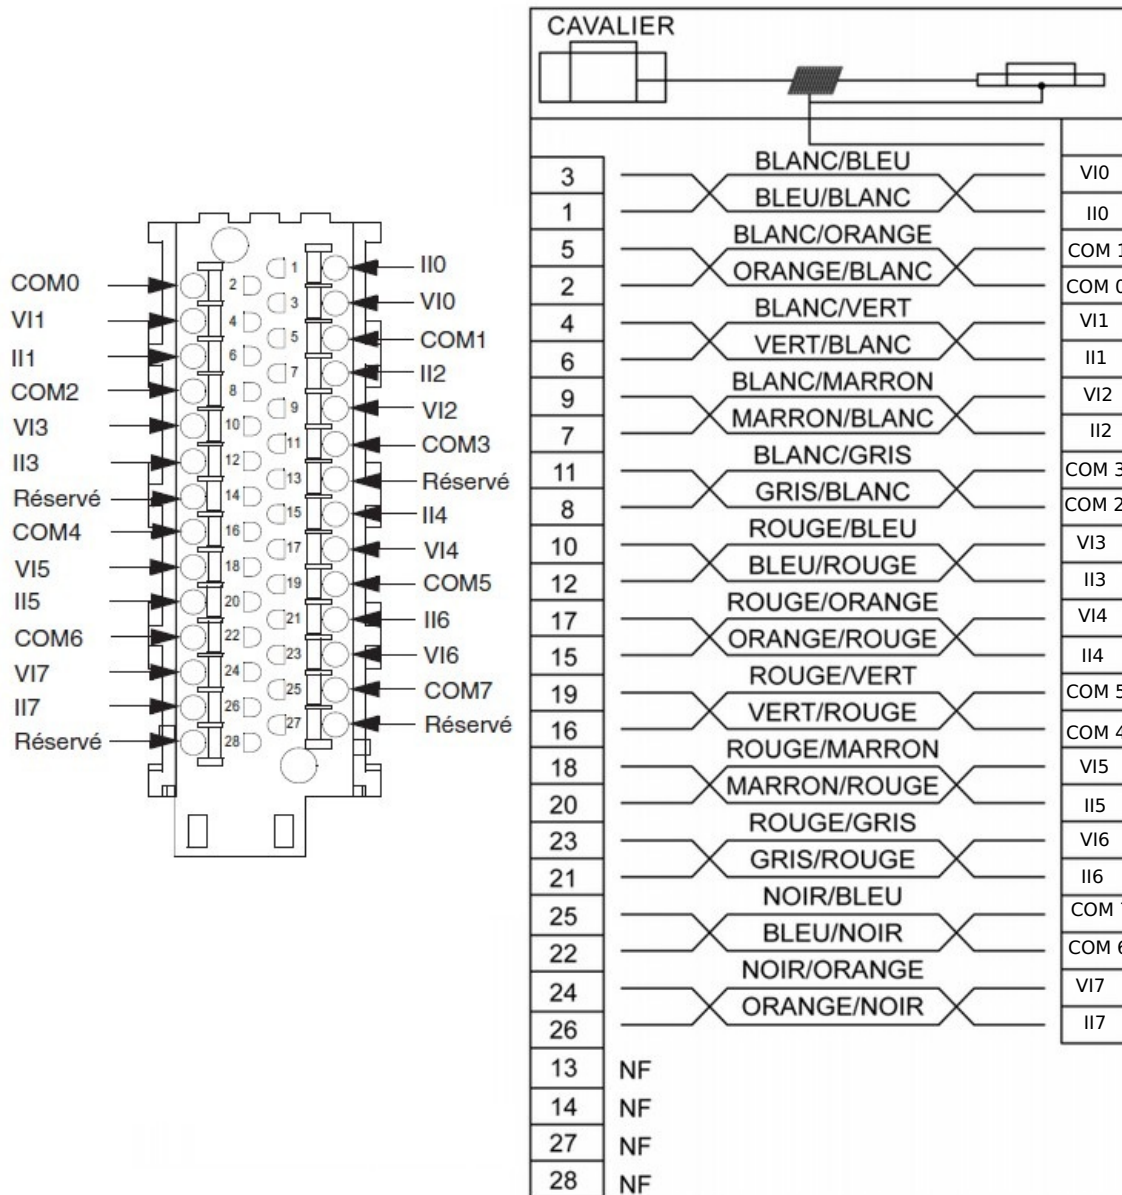 CAVALIER
COM0
VI1
II1
COM2
VI3
II3
Réservé
COM4
VI5
II5
COM6
VI7
II7
Réservé
2
4
6
8
10
12
14
16
18
20
22
24
26
28
1
3
5
7
9
11
13
15
17
19
21
23
25
27
II0
VI0
COM1
II2
VI2
COM3
Réservé
II4
VI4
COM5
II6
VI6
COM7
Réservé
3 BLANC/BLEU VI0
1 BLEU/BLANC II0
5 BLANC/ORANGE COM 1
2 ORANGE/BLANC COM 0
4 BLANC/VERT VI1
6 VERT/BLANC II1
9 BLANC/MARRON VI2
7 MARRON/BLANC II2
11 BLANC/GRIS COM 3
8 GRIS/BLANC COM 2
10 ROUGE/BLEU VI3
12 BLEU/ROUGE II3
17 ROUGE/ORANGE VI4
15 ORANGE/ROUGE II4
19 ROUGE/VERT COM 5
16 VERT/ROUGE COM 4
18 ROUGE/MARRON VI5
20 MARRON/ROUGE II5
23 ROUGE/GRIS VI6
21 GRIS/ROUGE II6
25 NOIR/BLEU COM 7
22 BLEU/NOIR COM 6
24 NOIR/ORANGE VI7
26 ORANGE/NOIR II7
13 NF
14 NF
27 NF
28 NF